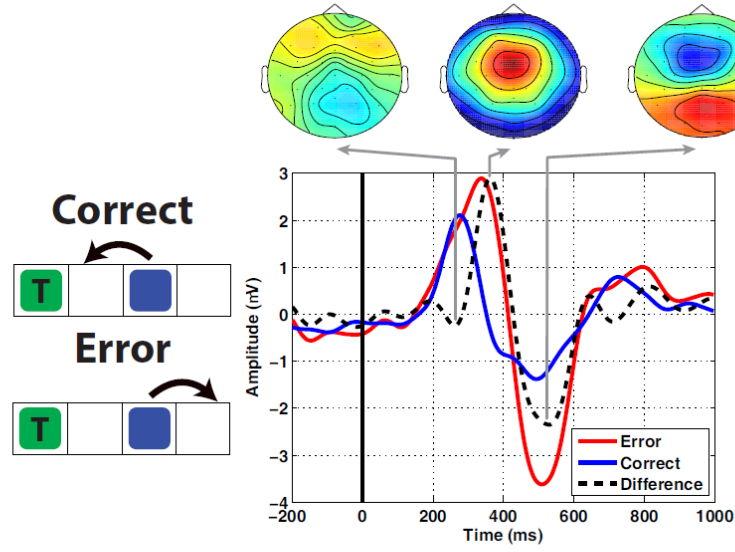 Correct
T
Error
T
Amplitude (mV)
3
2
1
0
−1
−2
−3
−4
−200
0
200
400
600
800
1000
Time (ms)
Error
Correct
Difference